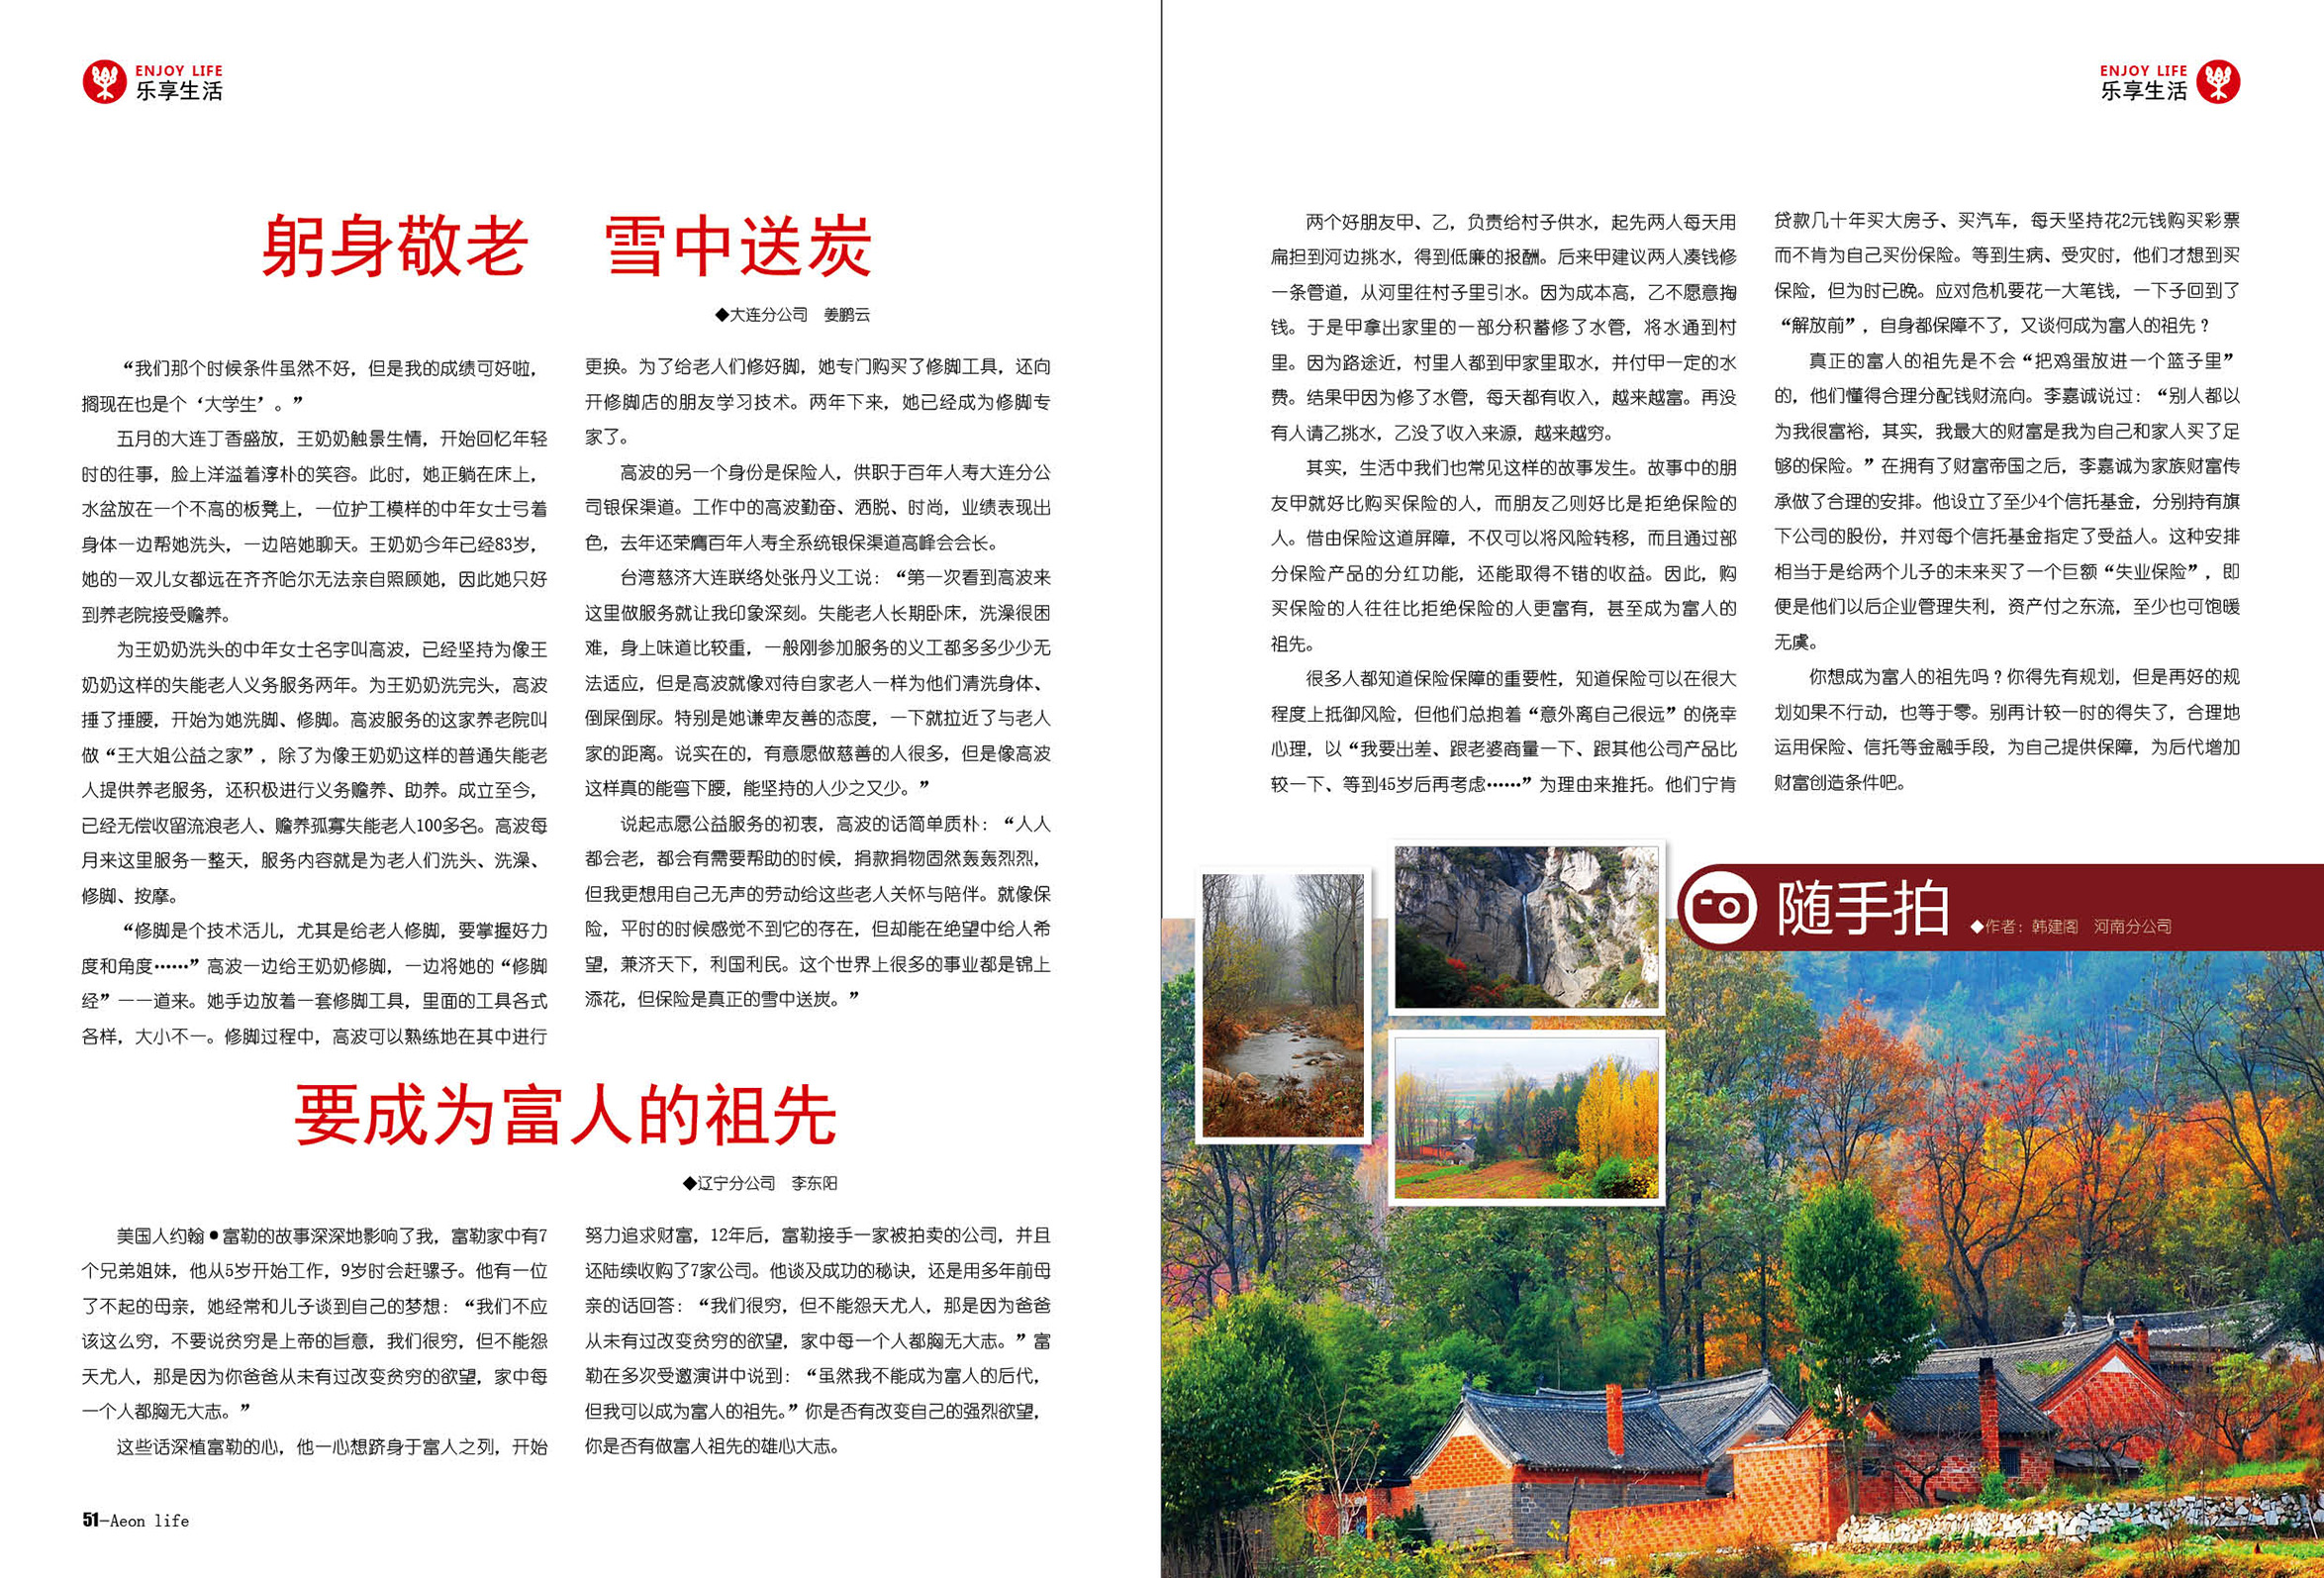 ENJOY LIFE
乐享生活
躬身敬老 雪中送炭
◆大连分公司 姜鹏云
“我们那个时候条件虽然不好，但是我的成绩可好啦，
搁现在也是个‘大学生’。”
五月的大连丁香盛放，王奶奶触景生情，开始回忆年轻
时的往事，脸上洋溢着淳朴的笑容。此时，她正躺在床上，
水盆放在一个不高的板凳上，一位护工模样的中年女士弓着
身体一边帮她洗头，一边陪她聊天。王奶奶今年已经83岁，
她的一双儿女都远在齐齐哈尔无法亲自照顾她，因此她只好
到养老院接受赡养。
为王奶奶洗头的中年女士名字叫高波，已经坚持为像王
奶奶这样的失能老人义务服务两年。为王奶奶洗完头，高波
捶了捶腰，开始为她洗脚、修脚。高波服务的这家养老院叫
做“王大姐公益之家”，除了为像王奶奶这样的普通失能老
人提供养老服务，还积极进行义务赡养、助养。成立至今，
已经无偿收留流浪老人、赡养孤寡失能老人100多名。高波每
月来这里服务一整天，服务内容就是为老人们洗头、洗澡、
修脚、按摩。
“修脚是个技术活儿，尤其是给老人修脚，要掌握好力
度和角度……”高波一边给王奶奶修脚，一边将她的“修脚
经”一一道来。她手边放着一套修脚工具，里面的工具各式
各样，大小不一。修脚过程中，高波可以熟练地在其中进行
更换。为了给老人们修好脚，她专门购买了修脚工具，还向
开修脚店的朋友学习技术。两年下来，她已经成为修脚专
家了。
高波的另一个身份是保险人，供职于百年人寿大连分公
司银保渠道。工作中的高波勤奋、洒脱、时尚，业绩表现出
色，去年还荣膺百年人寿全系统银保渠道高峰会会长。
台湾慈济大连联络处张丹义工说：“第一次看到高波来
这里做服务就让我印象深刻。失能老人长期卧床，洗澡很困
难，身上味道比较重，一般刚参加服务的义工都多多少少无
法适应，但是高波就像对待自家老人一样为他们清洗身体、
倒屎倒尿。特别是她谦卑友善的态度，一下就拉近了与老人
家的距离。说实在的，有意愿做慈善的人很多，但是像高波
这样真的能弯下腰，能坚持的人少之又少。”
说起志愿公益服务的初衷，高波的话简单质朴：“人人
都会老，都会有需要帮助的时候，捐款捐物固然轰轰烈烈，
但我更想用自己无声的劳动给这些老人关怀与陪伴。就像保
险，平时的时候感觉不到它的存在，但却能在绝望中给人希
望，兼济天下，利国利民。这个世界上很多的事业都是锦上
添花，但保险是真正的雪中送炭。”
要成为富人的祖先
◆辽宁分公司 李东阳
美国人约翰●富勒的故事深深地影响了我，富勒家中有7
个兄弟姐妹，他从5岁开始工作，9岁时会赶骡子。他有一位
了不起的母亲，她经常和儿子谈到自己的梦想：“我们不应
该这么穷，不要说贫穷是上帝的旨意，我们很穷，但不能怨
天尤人，那是因为你爸爸从未有过改变贫穷的欲望，家中每
一个人都胸无大志。”
这些话深植富勒的心，他一心想跻身于富人之列，开始
努力追求财富，12年后，富勒接手一家被拍卖的公司，并且
还陆续收购了7家公司。他谈及成功的秘诀，还是用多年前母
亲的话回答：“我们很穷，但不能怨天尤人，那是因为爸爸
从未有过改变贫穷的欲望，家中每一个人都胸无大志。”富
勒在多次受邀演讲中说到：“虽然我不能成为富人的后代，
但我可以成为富人的祖先。”你是否有改变自己的强烈欲望，
你是否有做富人祖先的雄心大志。
51—Aeon life
ENJOY LIFE
乐享生活
两个好朋友甲、乙，负责给村子供水，起先两人每天用
扁担到河边挑水，得到低廉的报酬。后来甲建议两人凑钱修
一条管道，从河里往村子里引水。因为成本高，乙不愿意掏
钱。于是甲拿出家里的一部分积蓄修了水管，将水通到村
里。因为路途近，村里人都到甲家里取水，并付甲一定的水
费。结果甲因为修了水管，每天都有收入，越来越富。再没
有人请乙挑水，乙没了收入来源，越来越穷。
其实，生活中我们也常见这样的故事发生。故事中的朋
友甲就好比购买保险的人，而朋友乙则好比是拒绝保险的
人。借由保险这道屏障，不仅可以将风险转移，而且通过部
分保险产品的分红功能，还能取得不错的收益。因此，购
买保险的人往往比拒绝保险的人更富有，甚至成为富人的
祖先。
很多人都知道保险保障的重要性，知道保险可以在很大
程度上抵御风险，但他们总抱着“意外离自己很远”的侥幸
心理，以“我要出差、跟老婆商量一下、跟其他公司产品比
较一下、等到45岁后再考虑……”为理由来推托。他们宁肯
贷款几十年买大房子、买汽车，每天坚持花2元钱购买彩票
而不肯为自己买份保险。等到生病、受灾时，他们才想到买
保险，但为时已晚。应对危机要花一大笔钱，一下子回到了
“解放前”，自身都保障不了，又谈何成为富人的祖先？
真正的富人的祖先是不会“把鸡蛋放进一个篮子里”
的，他们懂得合理分配钱财流向。李嘉诚说过：“别人都以
为我很富裕，其实，我最大的财富是我为自己和家人买了足
够的保险。”在拥有了财富帝国之后，李嘉诚为家族财富传
承做了合理的安排。他设立了至少4个信托基金，分别持有旗
下公司的股份，并对每个信托基金指定了受益人。这种安排
相当于是给两个儿子的未来买了一个巨额“失业保险”，即
便是他们以后企业管理失利，资产付之东流，至少也可饱暖
无虞。
你想成为富人的祖先吗？你得先有规划，但是再好的规
划如果不行动，也等于零。别再计较一时的得失了，合理地
运用保险、信托等金融手段，为自己提供保障，为后代增加
财富创造条件吧。
随手拍
◆作者：韩建阁 河南分公司